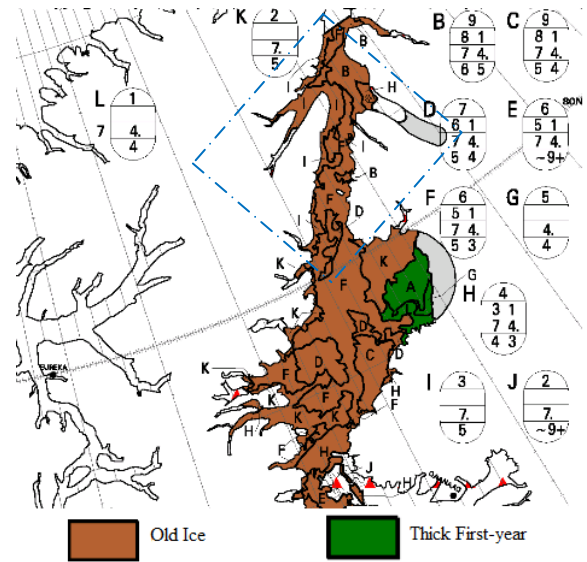 K 2
7.
5
B 9
8 1
7 4.
6 5
C 9
8 1
7 4.
5 4
L 1
7 4.
4
80N
D 7
6 1
7 4.
5 4
E 6
5 1
7 4.
~9+
F 6
5 1
7 4.
5 3
G 5
4.
4
H 4
3 1
7 4.
4 3
I 3
7.
5
J 2
7.
~9+
I
F
B
B
I
H
I
I
I
I
B
F
D
I
K
F
K
A
G
K
D
D
C
D
K
F
F
K
K
K
H
F
H
H
F
E
J
H
EUREKA
QAANAAQ
Old Ice
Thick First-year